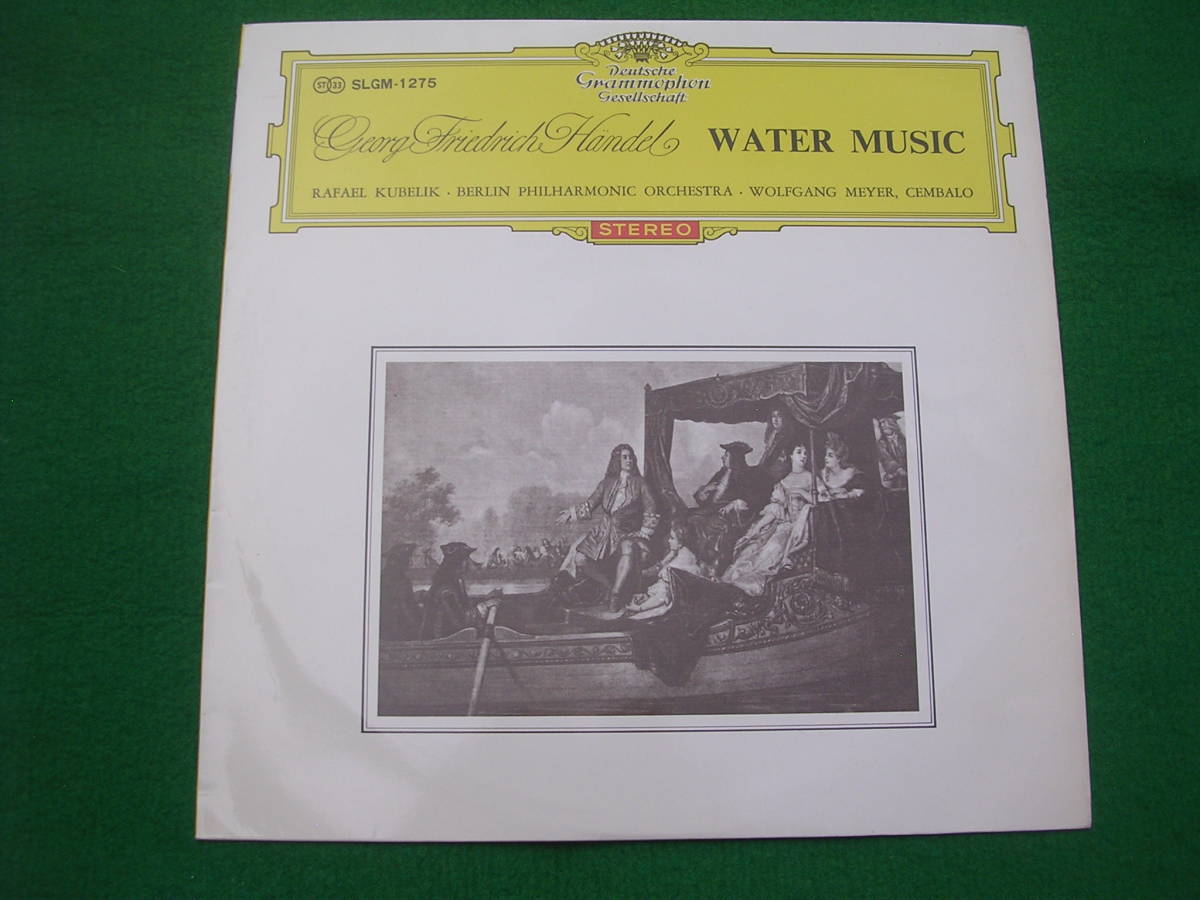 Deutsche
Grammophon
Gesellschaft
ST 33 SLGM-1275
Georg Friedrich Händel WATER MUSIC
RAFAEL KUBELIK · BERLIN PHILHARMONIC ORCHESTRA · WOLFGANG MEYER, CEMBALO
STEREO